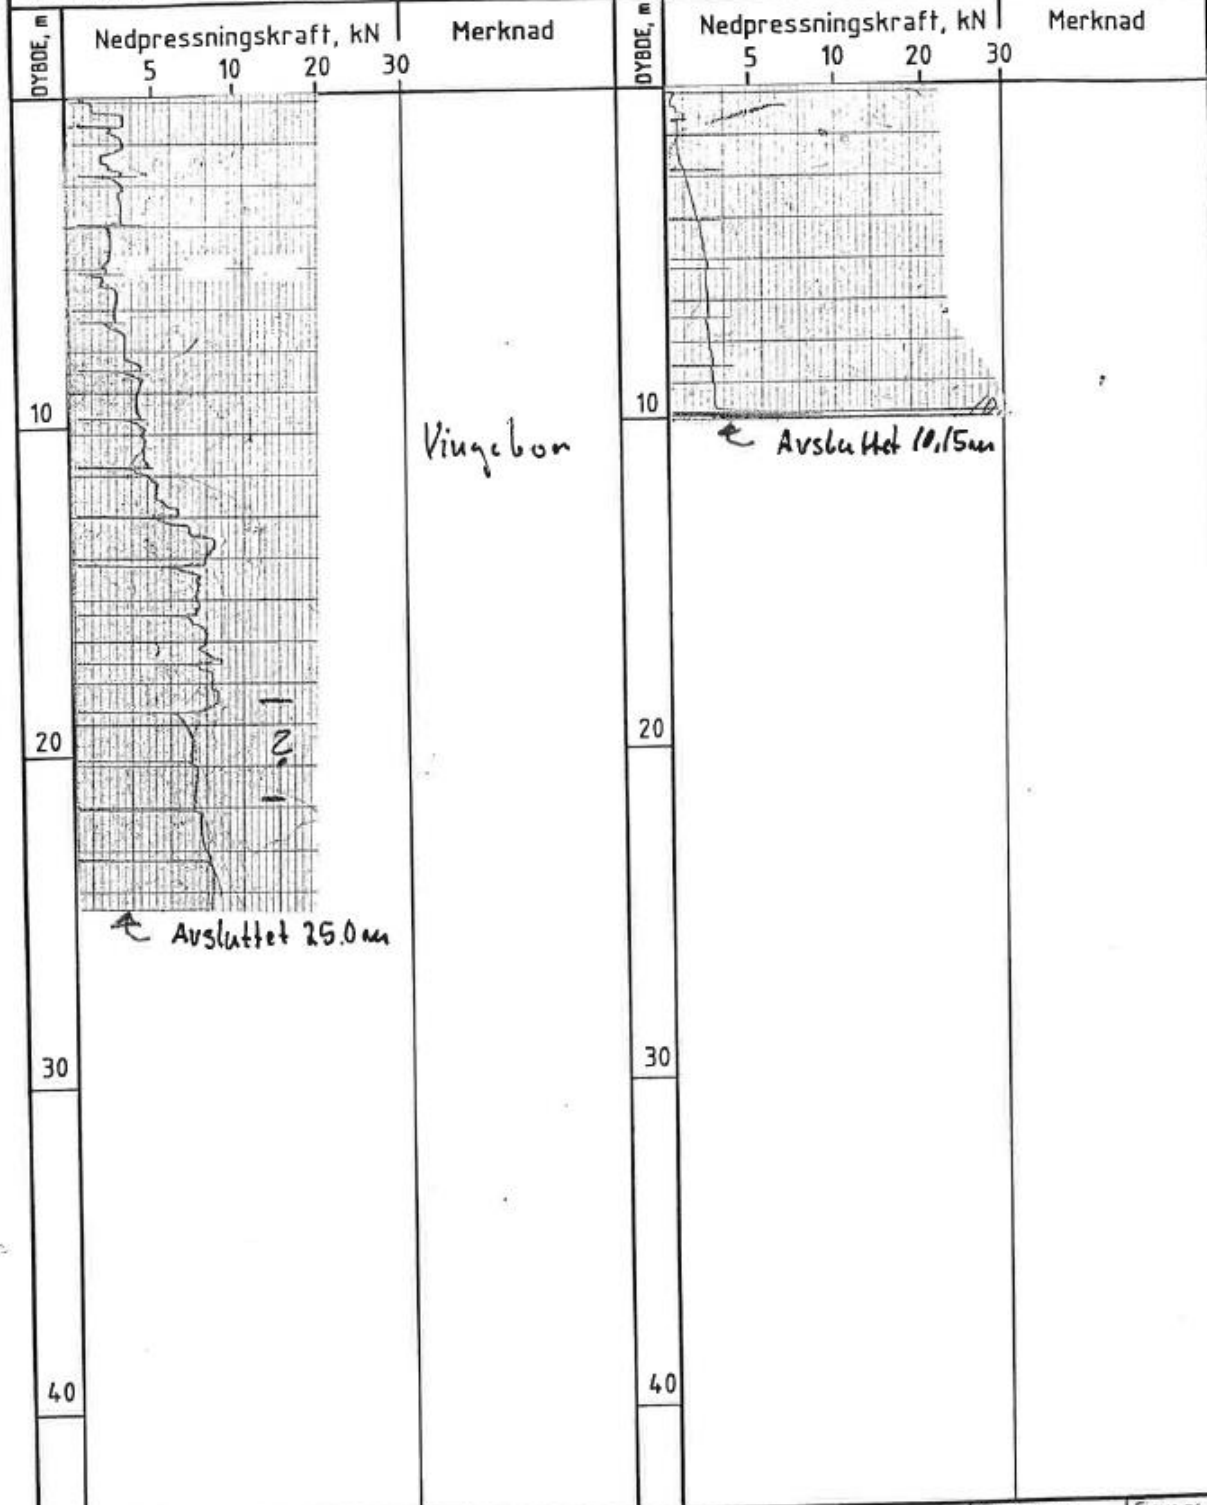 DYBDE, m
Nedpressningskraft, kN
Merknad
5 10 20 30
10
Vingebor
20
?
Avsluttet 25.0 m
30
40
DYBDE, m
Nedpressningskraft, kN
Merknad
5 10 20 30
10
Avsluttet 10,15m
20
30
40